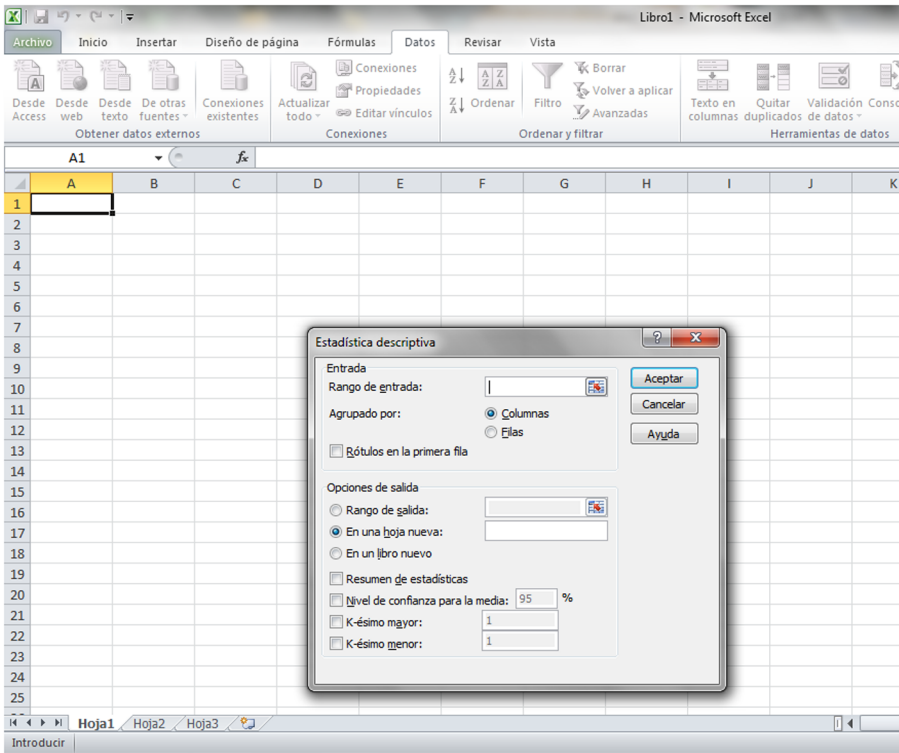 Libro1 - Microsoft Excel
Archivo Inicio Insertar Diseño de página Fórmulas Datos Revisar Vista
Desde Access
Desde web
Desde texto
De otras fuentes
Conexiones existentes
Obtener datos externos
Actualizar todo
Conexiones
Propiedades
Editar vínculos
Conexiones
Ordenar
Filtro
Borrar
Volver a aplicar
Avanzadas
Ordenar y filtrar
Texto en columnas
Quitar duplicados
Validación de datos
Herramientas de datos
A1 fx
A B C D E F G H I J K
1
2
3
4
5
6
7
8
9
10
11
12
13
14
15
16
17
18
19
20
21
22
23
24
25
Estadística descriptiva
Entrada
Rango de entrada:
Agrupado por:
Columnas
Filas
Rótulos en la primera fila
Aceptar
Cancelar
Ayuda
Opciones de salida
Rango de salida:
En una hoja nueva:
En un libro nuevo
Resumen de estadísticas
Nivel de confianza para la media: 95 %
K-ésimo mayor: 1
K-ésimo menor: 1
Hoja1 Hoja2 Hoja3
Introducir